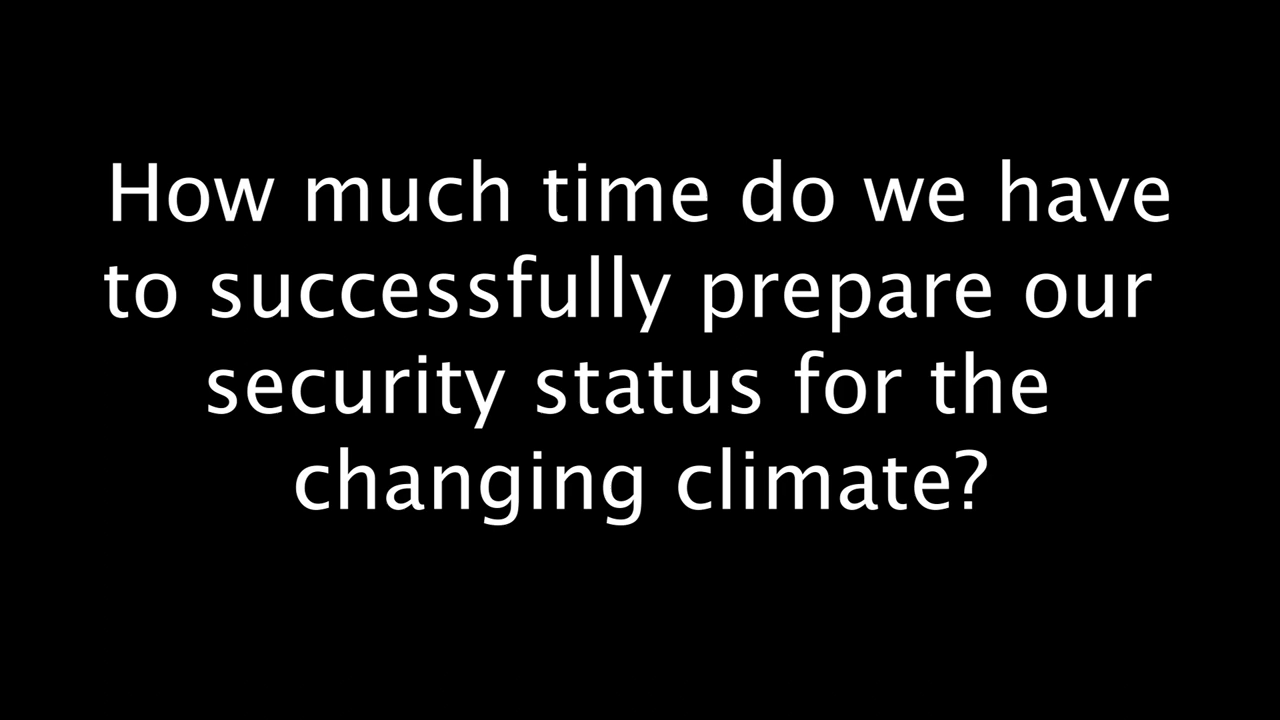 How much time do we have
to successfully prepare our
security status for the
changing climate?